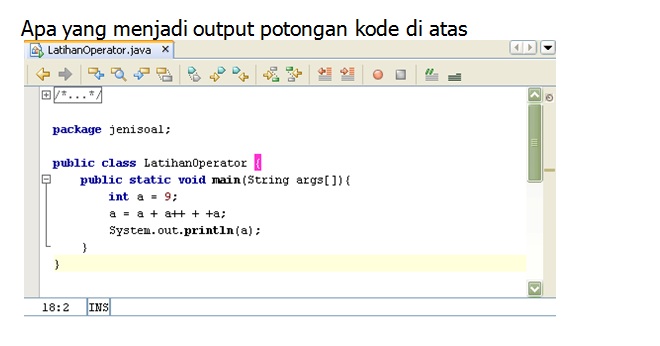 Apa yang menjadi output potongan kode di atas
LatihanOperator.java
/*...*/
package jenisoal;
public class LatihanOperator {
public static void main(String args[]){
int a = 9;
a = a + a++ + +a;
System.out.println(a);
}
}
18:2 INS